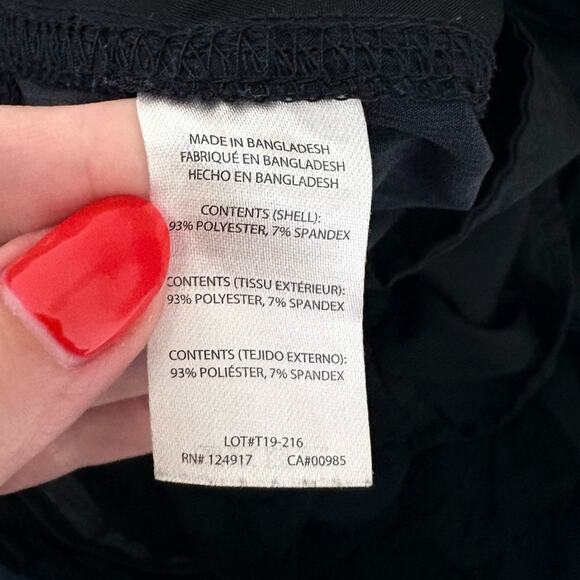 MADE IN BANGLADESH
FABRIQUÉ EN BANGLADESH
HECHO EN BANGLADESH
CONTENTS (SHELL):
93% POLYESTER, 7% SPANDEX
CONTENTS (TISSU EXTÉRIEUR):
93% POLYESTER, 7% SPANDEX
CONTENTS (TEJIDO EXTERNO):
93% POLIÉSTER, 7% SPANDEX
LOT#T19-216
RN# 124917 CA#00985